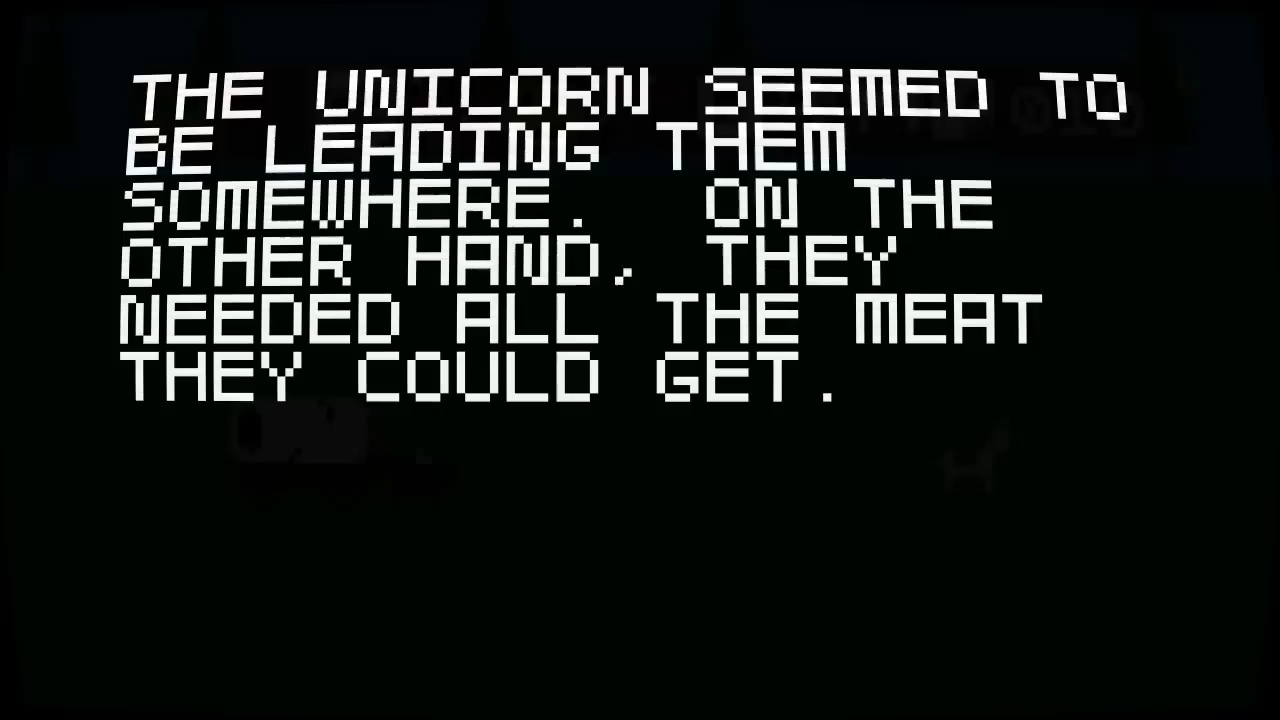 THE UNICORN SEEMED TO
BE LEADING THEM
SOMEWHERE.  ON THE
OTHER HAND, THEY
NEEDED ALL THE MEAT
THEY COULD GET.